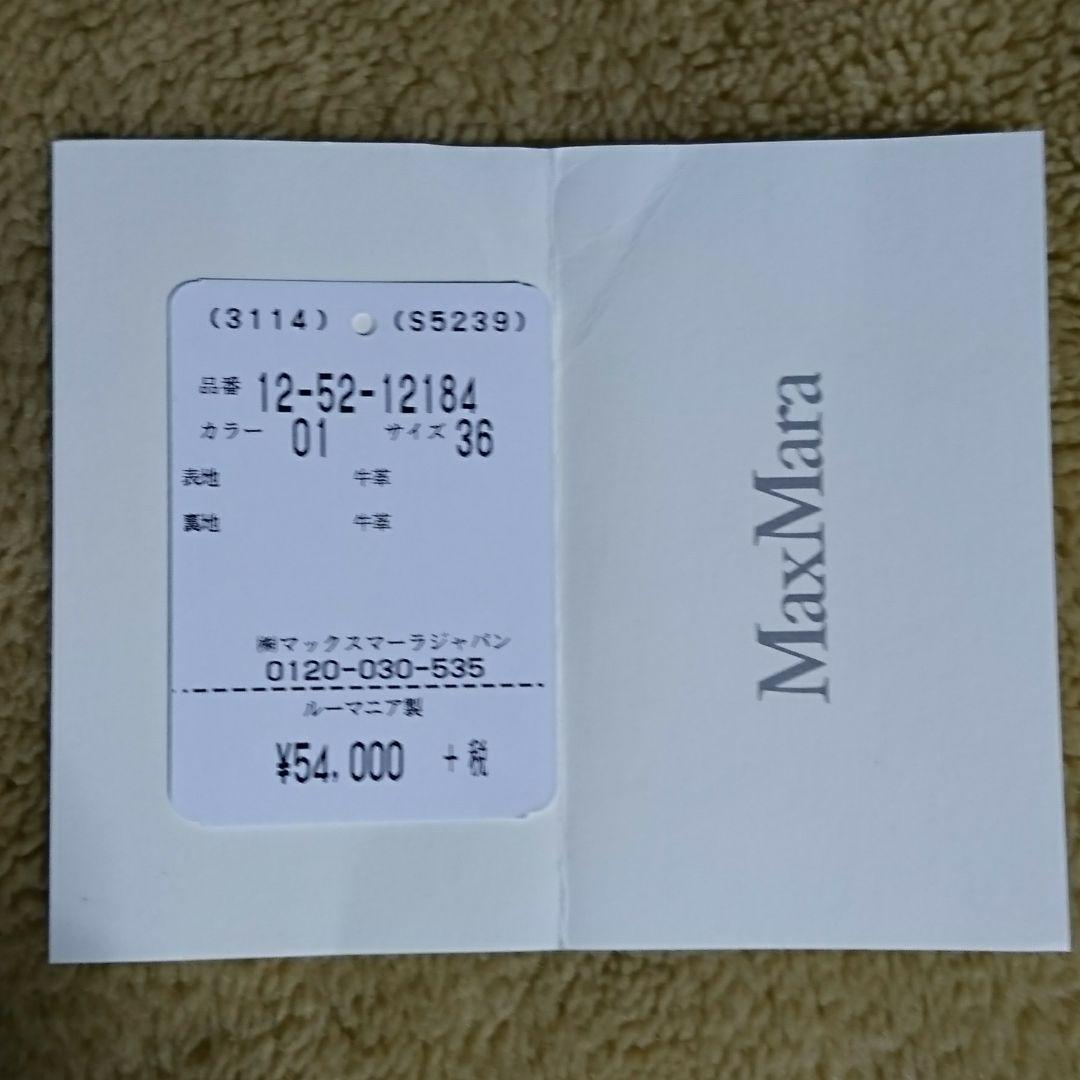 (3114) (S5239)
品番 12-52-12184
カラー 01 サイズ 36
表地 牛革
裏地 牛革
㈱マックスマーラジャパン
0120-030-535
ルーマニア製
¥54,000 +税
MaxMara